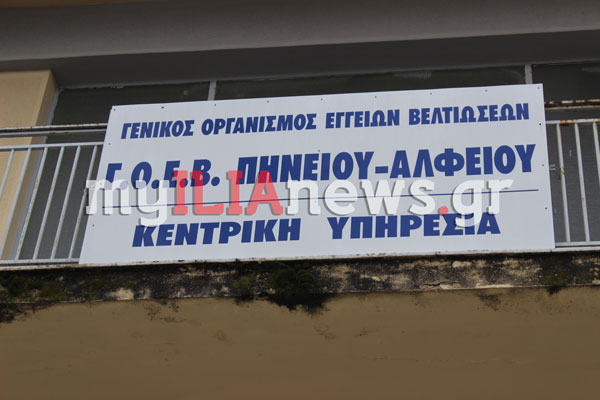 ΓΕΝΙΚΟΣ ΟΡΓΑΝΙΣΜΟΣ ΕΓΓΕΙΩΝ ΒΕΛΤΙΩΣΕΩΝ
Γ.Ο.Ε.Β. ΠΗΝΕΙΟΥ-ΑΛΦΕΙΟΥ
myILIAnews.gr
ΚΕΝΤΡΙΚΗ ΥΠΗΡΕΣΙΑ